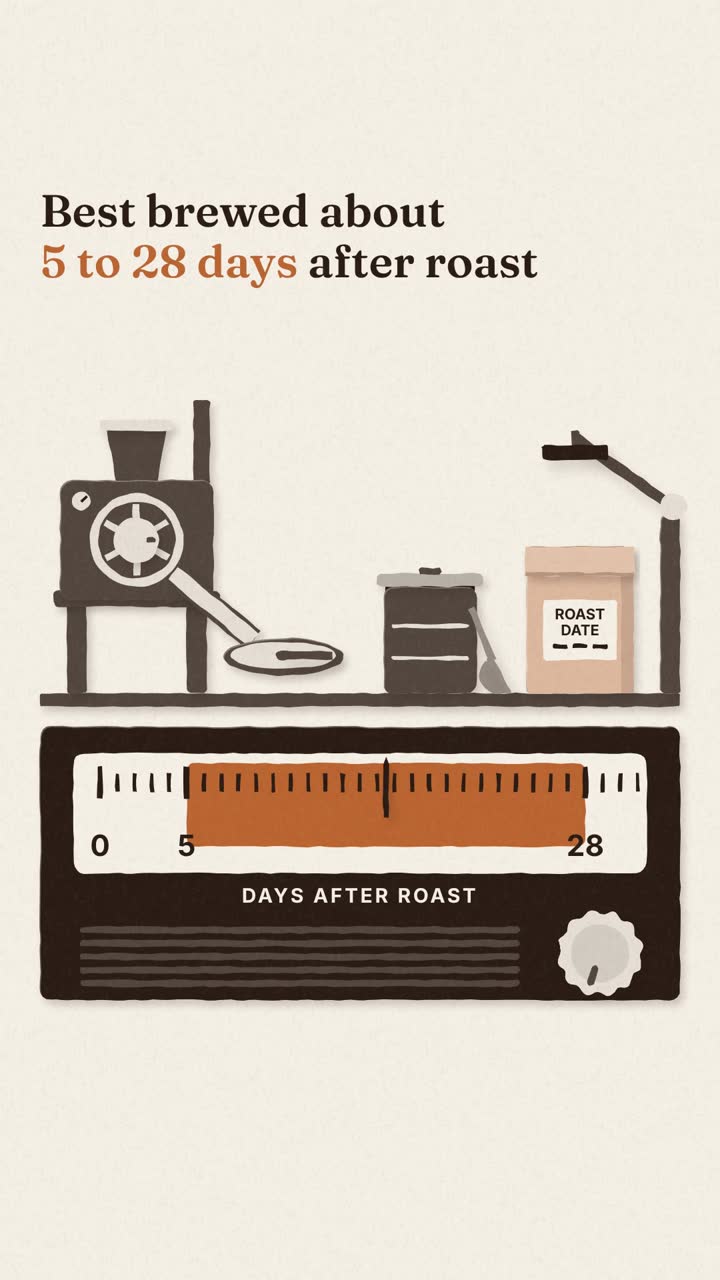 Best brewed about
5 to 28 days after roast
ROAST
DATE
0 5 28
DAYS AFTER ROAST